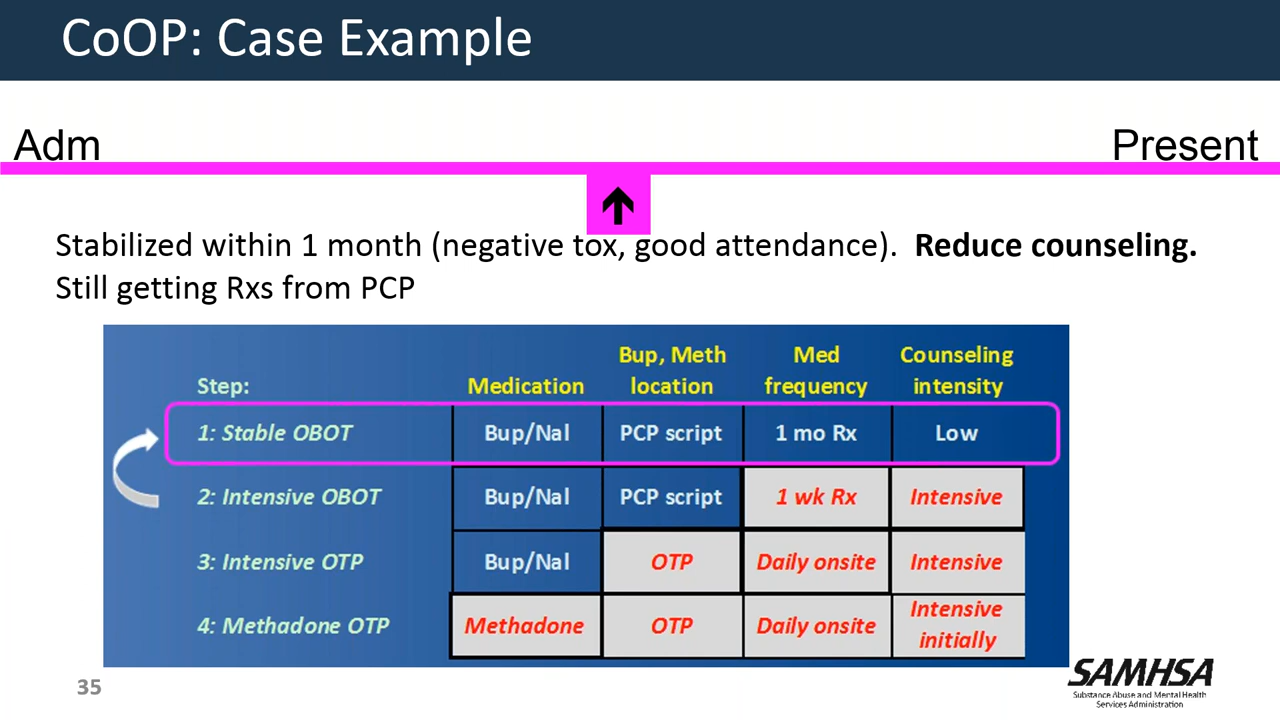 CoOP: Case Example
Adm
Present
Stabilized within 1 month (negative tox, good attendance). Reduce counseling.
Still getting Rxs from PCP
Step: Medication Bup, Meth location Med frequency Counseling intensity
1: Stable OBOT Bup/Nal PCP script 1 mo Rx Low
2: Intensive OBOT Bup/Nal PCP script 1 wk Rx Intensive
3: Intensive OTP Bup/Nal OTP Daily onsite Intensive
4: Methadone OTP Methadone OTP Daily onsite Intensive initially
35
SAMHSA
Substance Abuse and Mental Health
Services Administration